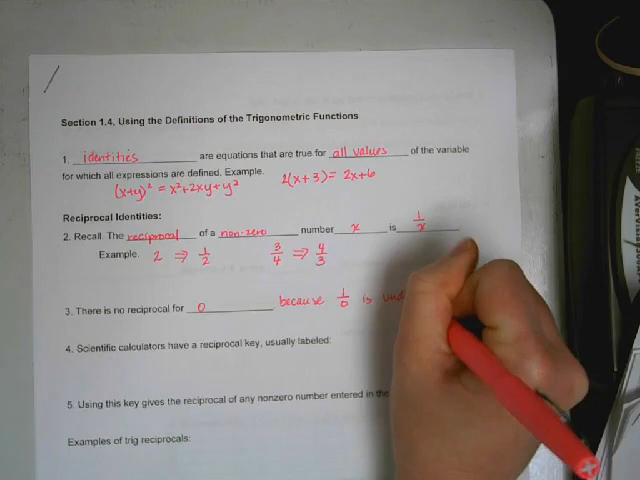 Section 1.4, Using the Definitions of the Trigonometric Functions
1. identities are equations that are true for all values of the variable
for which all expressions are defined. Example. 2(x+3) = 2x+6
(x+y)² = x²+2xy+y²
Reciprocal Identities:
2. Recall. The reciprocal of a non-zero number x is 1/x
Example. 2 ⇒ 1/2 3/4 ⇒ 4/3
3. There is no reciprocal for 0 because 1/0 is und
4. Scientific calculators have a reciprocal key, usually labeled:
5. Using this key gives the reciprocal of any nonzero number entered in the
Examples of trig reciprocals: